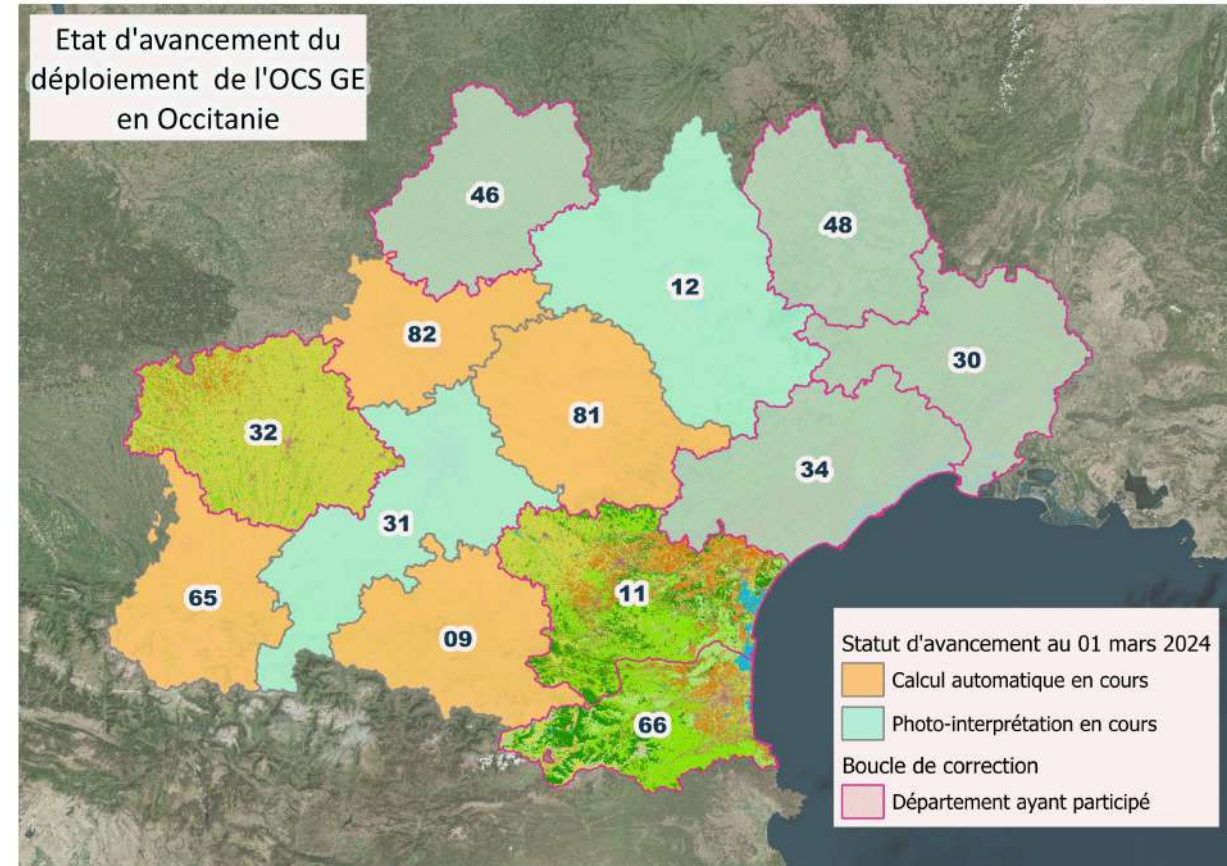 Etat d'avancement du
déploiement de l'OCS GE
en Occitanie
46
48
12
82
30
32
81
34
31
11
65
09
66
Statut d'avancement au 01 mars 2024
Calcul automatique en cours
Photo-interprétation en cours
Boucle de correction
Département ayant participé